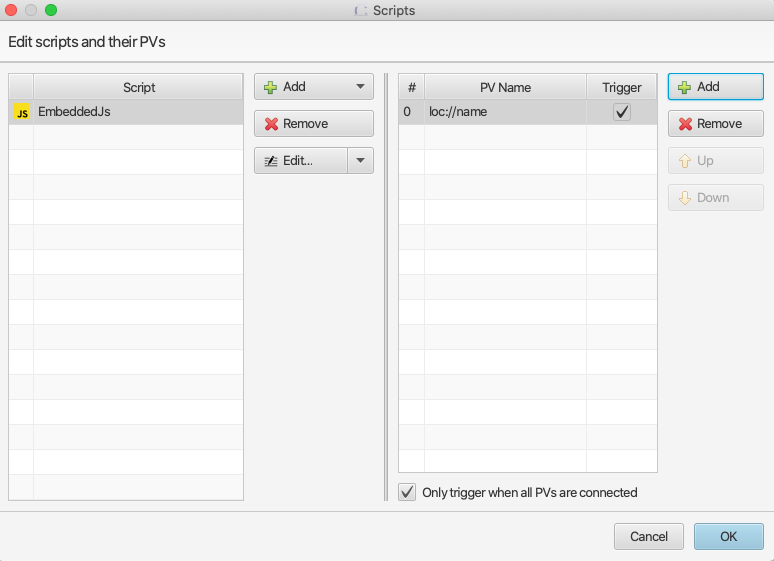 Scripts
Edit scripts and their PVs
Script
JS EmbeddedJs
Add
Remove
Edit...
# PV Name Trigger
0 loc://name
Add
Remove
Up
Down
Only trigger when all PVs are connected
Cancel OK